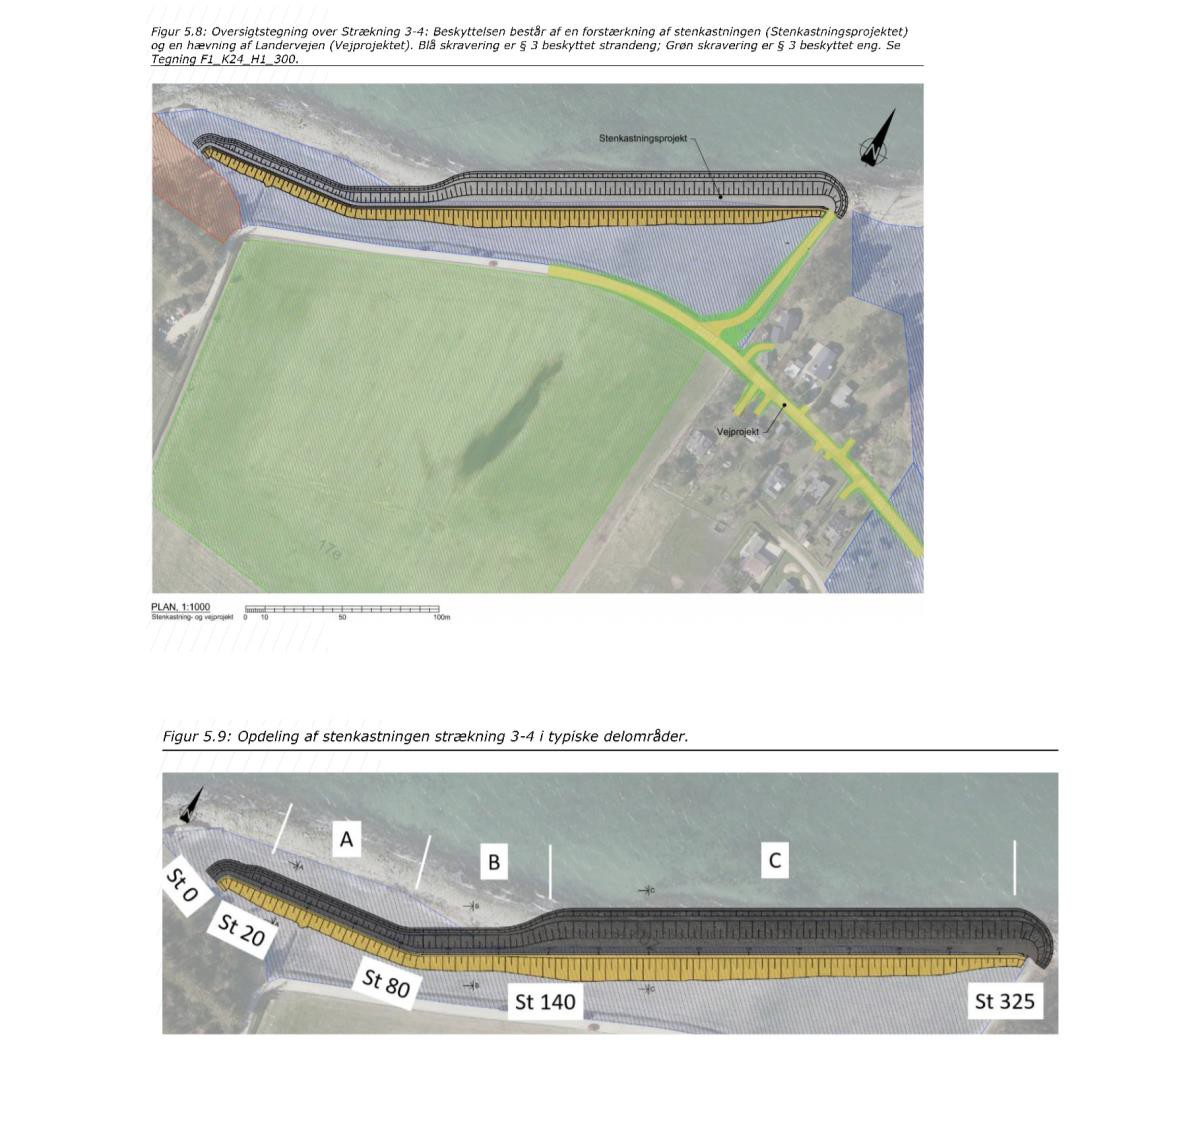 Figur 5.8: Oversigtstegning over Strækning 3-4: Beskyttelsen består af en forstærkning af stenkastningen (Stenkastningsprojektet)
og en hævning af Landervejen (Vejprojektet). Blå skravering er § 3 beskyttet strandeng; Grøn skravering er § 3 beskyttet eng. Se
Tegning F1_K24_H1_300.
Stenkastningsprojekt
N
Vejprojekt
17e
PLAN, 1:1000
Stenkastning- og vejprojekt 0 10 50 100m
Figur 5.9: Opdeling af stenkastningen strækning 3-4 i typiske delområder.
N
A
B
C
A
C
B
St 0
St 20
St 80
B
C
St 140
St 325